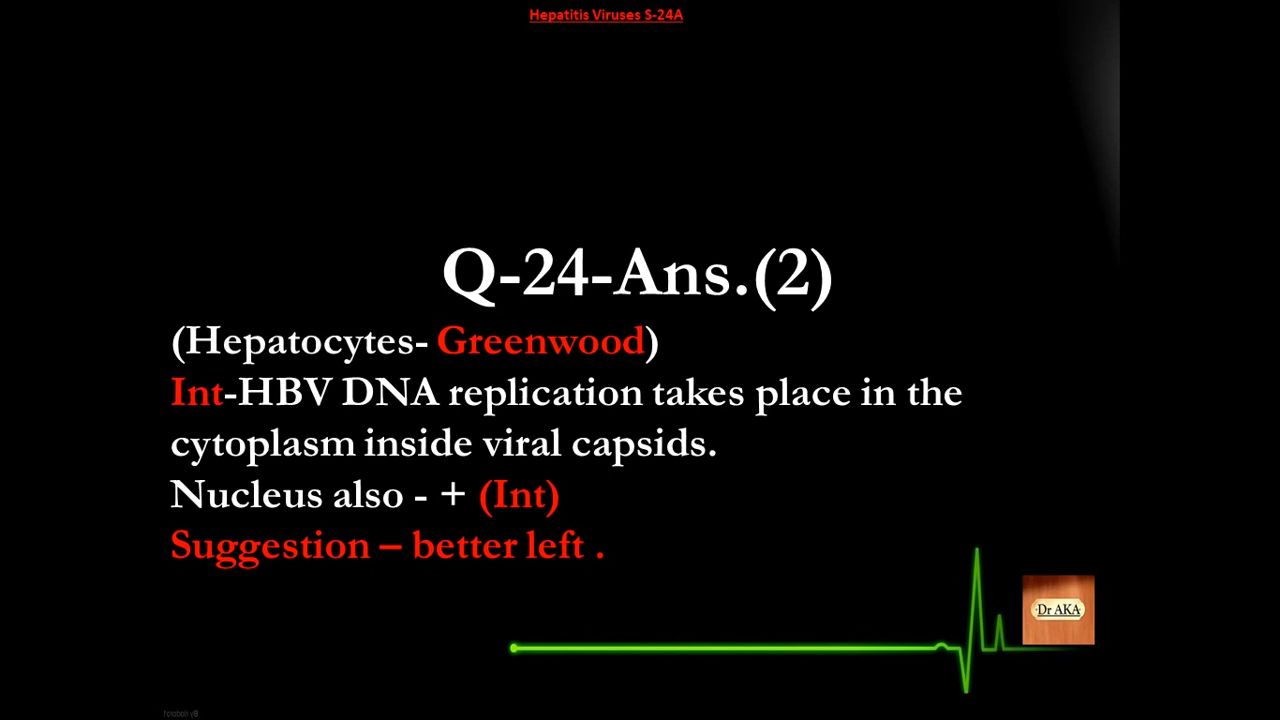 Hepatitis Viruses S-24A
Q-24-Ans.(2)
(Hepatocytes- Greenwood)
Int-HBV DNA replication takes place in the
cytoplasm inside viral capsids.
Nucleus also - + (Int)
Suggestion – better left .
Dr AKA